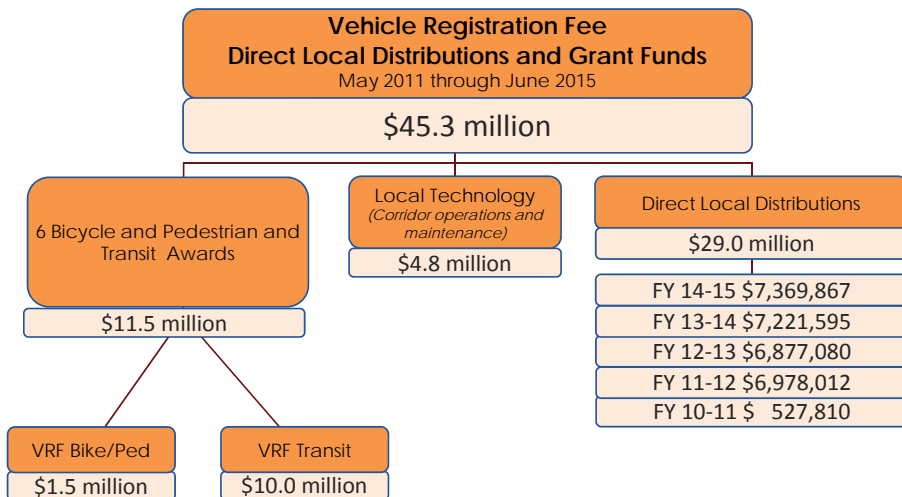 Vehicle Registration Fee
Direct Local Distributions and Grant Funds
May 2011 through June 2015
$45.3 million
6 Bicycle and Pedestrian and
Transit Awards
$11.5 million
VRF Bike/Ped
$1.5 million
VRF Transit
$10.0 million
Local Technology
(Corridor operations and
maintenance)
$4.8 million
Direct Local Distributions
$29.0 million
FY 14-15 $7,369,867
FY 13-14 $7,221,595
FY 12-13 $6,877,080
FY 11-12 $6,978,012
FY 10-11 $ 527,810